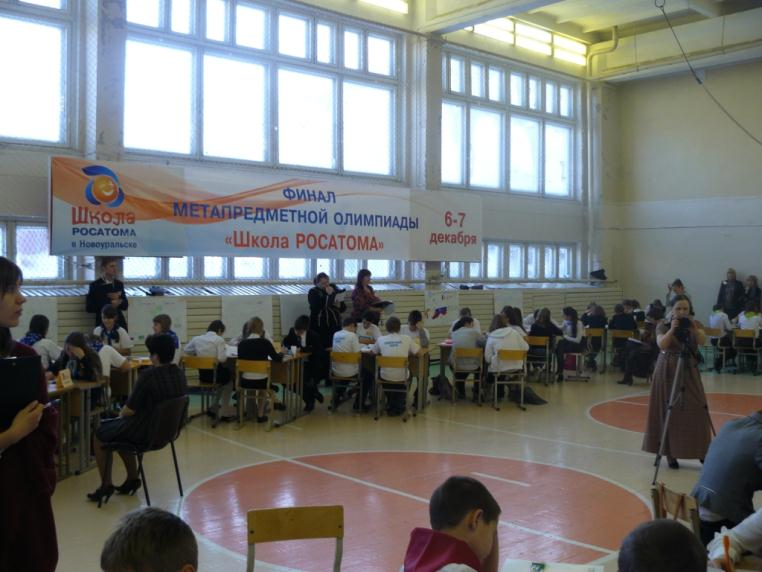 Школа
РОСАТОМА
в Новоуральске
ФИНАЛ
МЕТАПРЕДМЕТНОЙ ОЛИМПИАДЫ
«Школа РОСАТОМА»
6-7
декабря